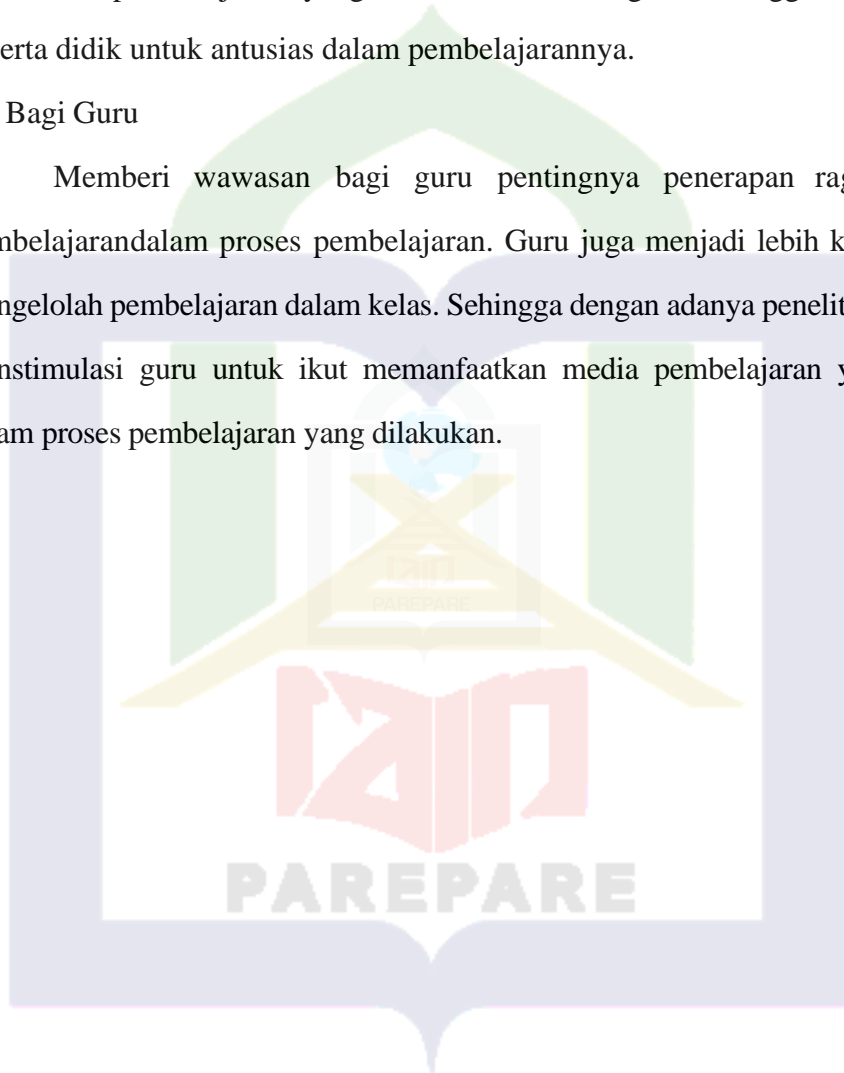 erta didik untuk antusias dalam pembelajarannya.
Bagi Guru
Memberi wawasan bagi guru pentingnya penerapan rag
mbelajarandalam proses pembelajaran. Guru juga menjadi lebih k
ngelolah pembelajaran dalam kelas. Sehingga dengan adanya penelit
nstimulasi guru untuk ikut memanfaatkan media pembelajaran y
am proses pembelajaran yang dilakukan.
iain
PAREPARE
iain
PAREPARE